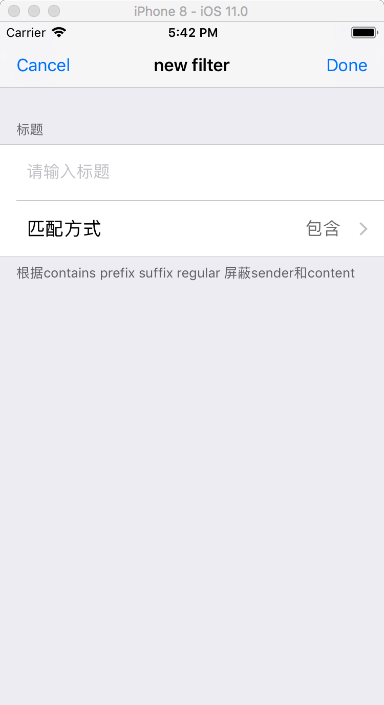 iPhone 8 - iOS 11.0
Carrier 5:42 PM
Cancel new filter Done
标题
请输入标题
匹配方式 包含
根据contains prefix suffix regular 屏蔽sender和content